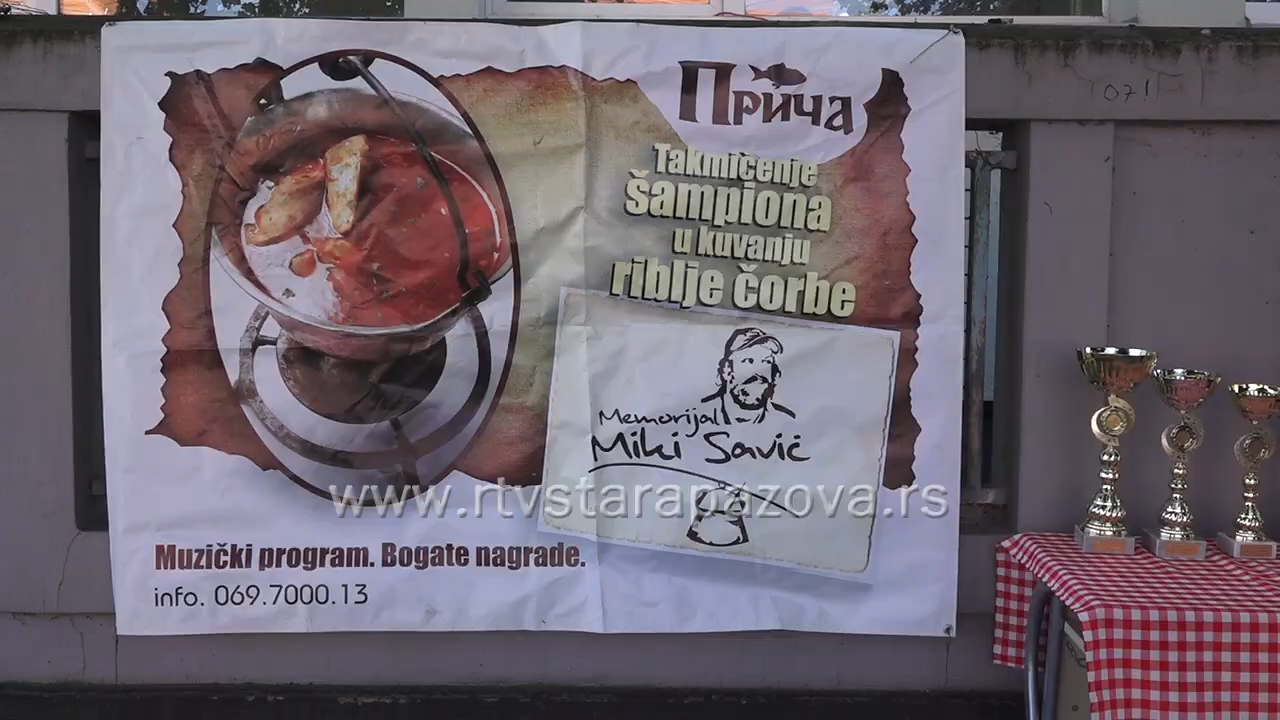 Прича
Takmičenje
šampiona
u kuvanju
riblje čorbe
Memorijal
Miki Savić
www.rtvstarapazova.rs
Muzički program. Bogate nagrade.
info. 069.7000.13
071